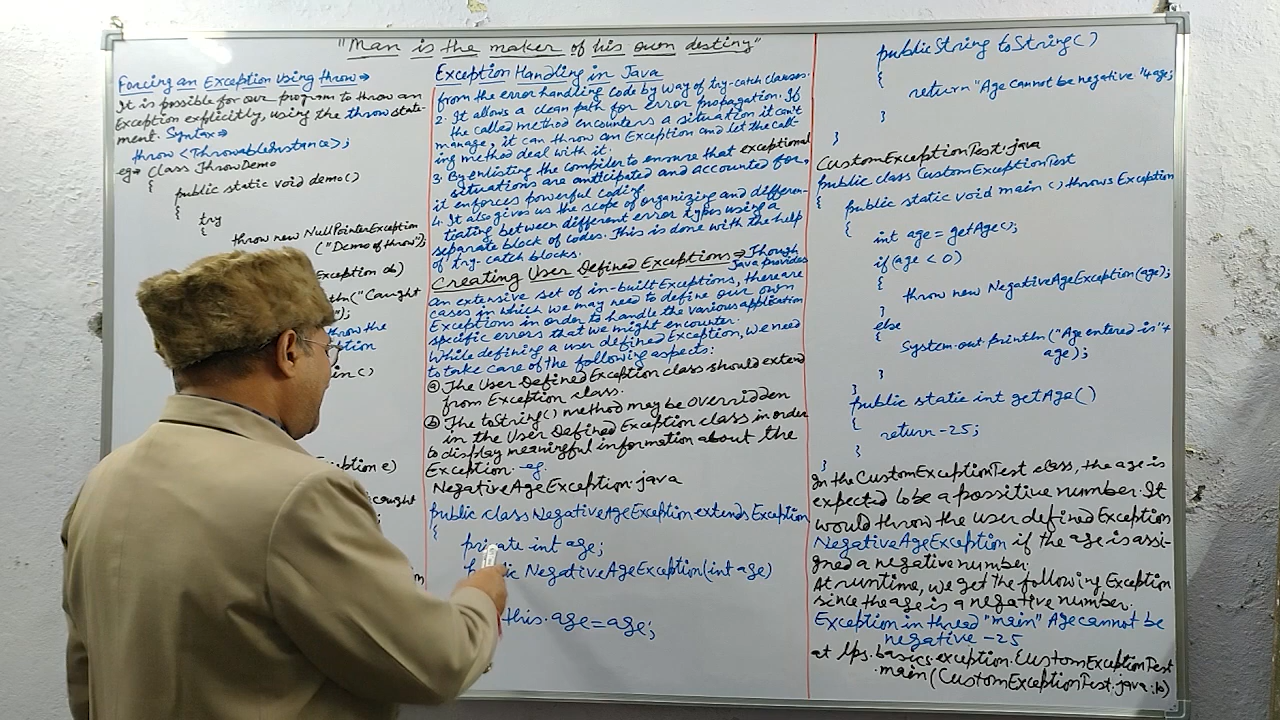 "Man is the maker of his own destiny"
Forcing an Exception using throw ⇒
It is possible for our program to throw an
Exception explicitly, using the throw state-
ment. Syntax ⇒
throw <ThrowableInstance>;
eg ⇒ class ThrowDemo
{
public static void demo()
{
try
{
throw new NullPointerException
("Demo of throw");
Exception ob)
ln("Caught
");
throw the
ption
in()
ption e)
caught
Exception Handling in Java
from the error handling code by way of try-catch clauses.
2. It allows a clean path for error propagation. If
the called method encounters a situation it can't
manage, it can throw an Exception and let the call-
ing method deal with it.
3. By enlisting the compiler to ensure that exceptional
situations are anticipated and accounted for,
it enforces powerful coding
4. It also gives us the scope of organizing and differen-
tiating between different error types using a
separate block of codes. This is done with the help
of try-catch blocks.
Creating User Defined Exceptions ⇒ Though
Java provides
an extensive set of in-built Exceptions, there are
cases in which we may need to define our own
Exceptions in order to handle the various application
specific errors that we might encounter.
While defining a user defined Exception, we need
to take care of the following aspects:
ⓐ The User Defined Exception class should extend
from Exception class.
ⓑ The toString() method may be overridden
in the User Defined Exception class in order
to display meaningful information about the
Exception. eg.
NegativeAgeException.java
public class NegativeAgeException extends Exception
{
private int age;
ic NegativeAgeException(int age)
this.age=age;
public String toString()
{
return "Age cannot be negative "+age;
}
}
CustomExceptionTest.java
public class CustomExceptionTest
{
public static void main () throws Exception
{
int age = getAge();
if(age < 0)
{
throw new NegativeAgeException(age);
}
else
{
System.out.println("Age entered is"+
age);
}
}
public static int getAge()
{
return -25;
}
}
In the CustomExceptionTest class, the age is
expected to be a possitive number. It
would throw the user defined Exception
NegativeAgeException if the age is assi-
gned a negative number.
At runtime, we get the following Exception
since the age is a negative number.
Exception in thread "main" Age cannot be
negative -25
at lps.basics.exception.CustomExceptionTest
.main(CustomExceptionTest.java:10)